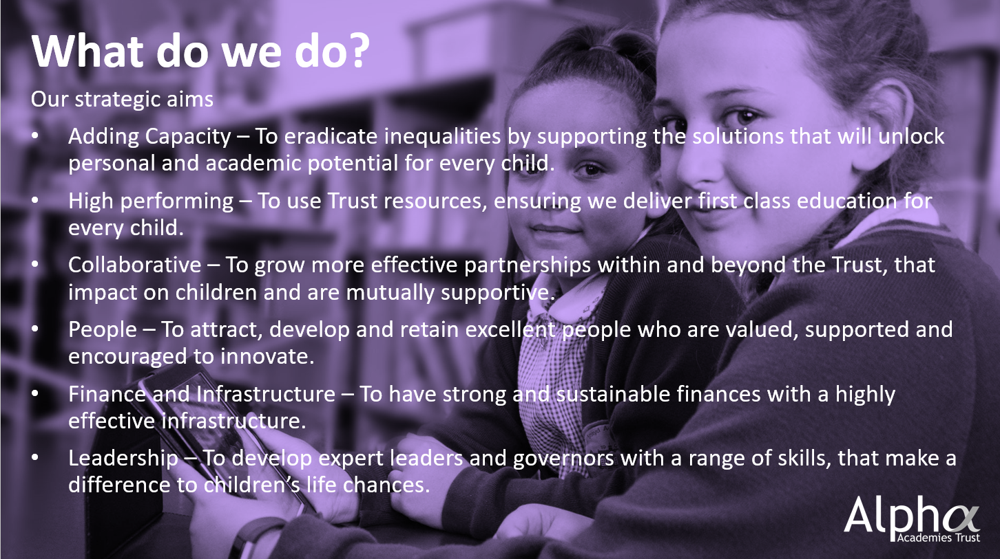 What do we do?
Our strategic aims
• Adding Capacity – To eradicate inequalities by supporting the solutions that will unlock
personal and academic potential for every child.
• High performing – To use Trust resources, ensuring we deliver first class education for
every child.
• Collaborative – To grow more effective partnerships within and beyond the Trust, that
impact on children and are mutually supportive.
• People – To attract, develop and retain excellent people who are valued, supported and
encouraged to innovate.
• Finance and Infrastructure – To have strong and sustainable finances with a highly
effective infrastructure.
• Leadership – To develop expert leaders and governors with a range of skills, that make a
difference to children’s life chances.
Alphα
Academies Trust